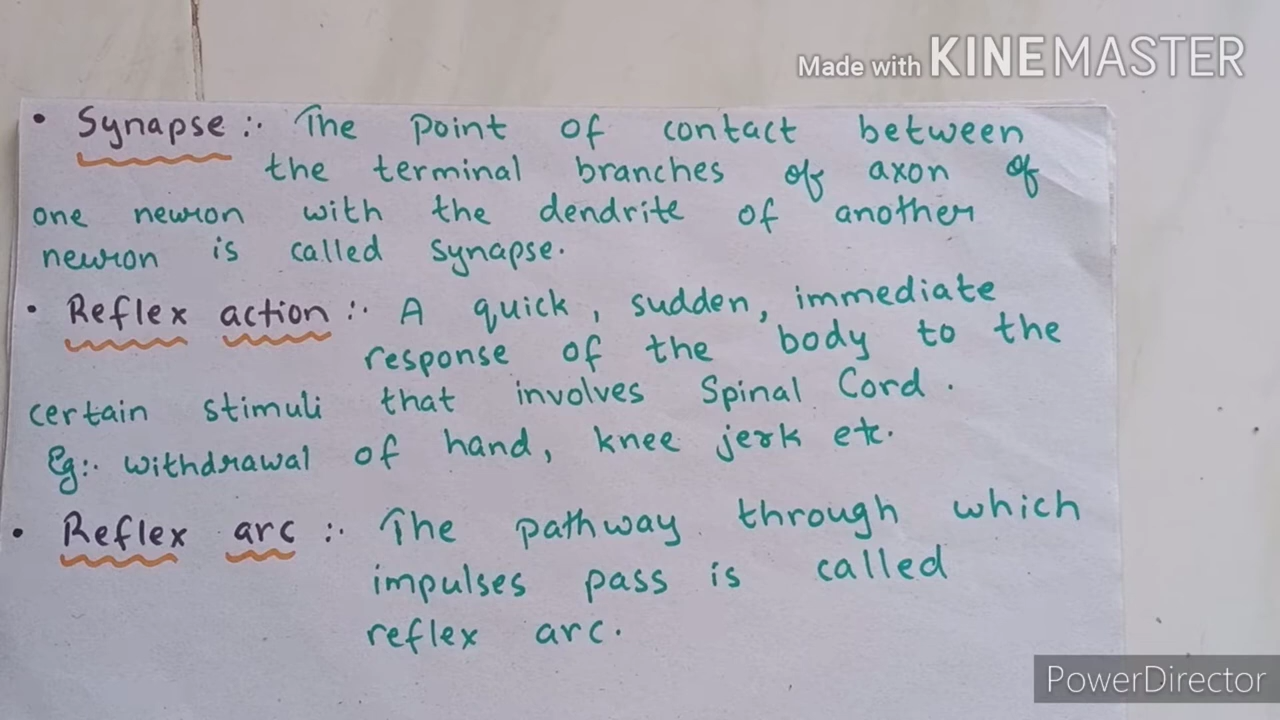 Made with KINEMASTER
• Synapse :- The point of contact between
the terminal branches of axon of
one neuron with the dendrite of another
neuron is called synapse.
• Reflex action :- A quick, sudden, immediate
response of the body to the
certain stimuli that involves Spinal Cord.
Eg:- withdrawal of hand, knee jerk etc.
• Reflex arc :- The pathway through which
impulses pass is called
reflex arc.
PowerDirector